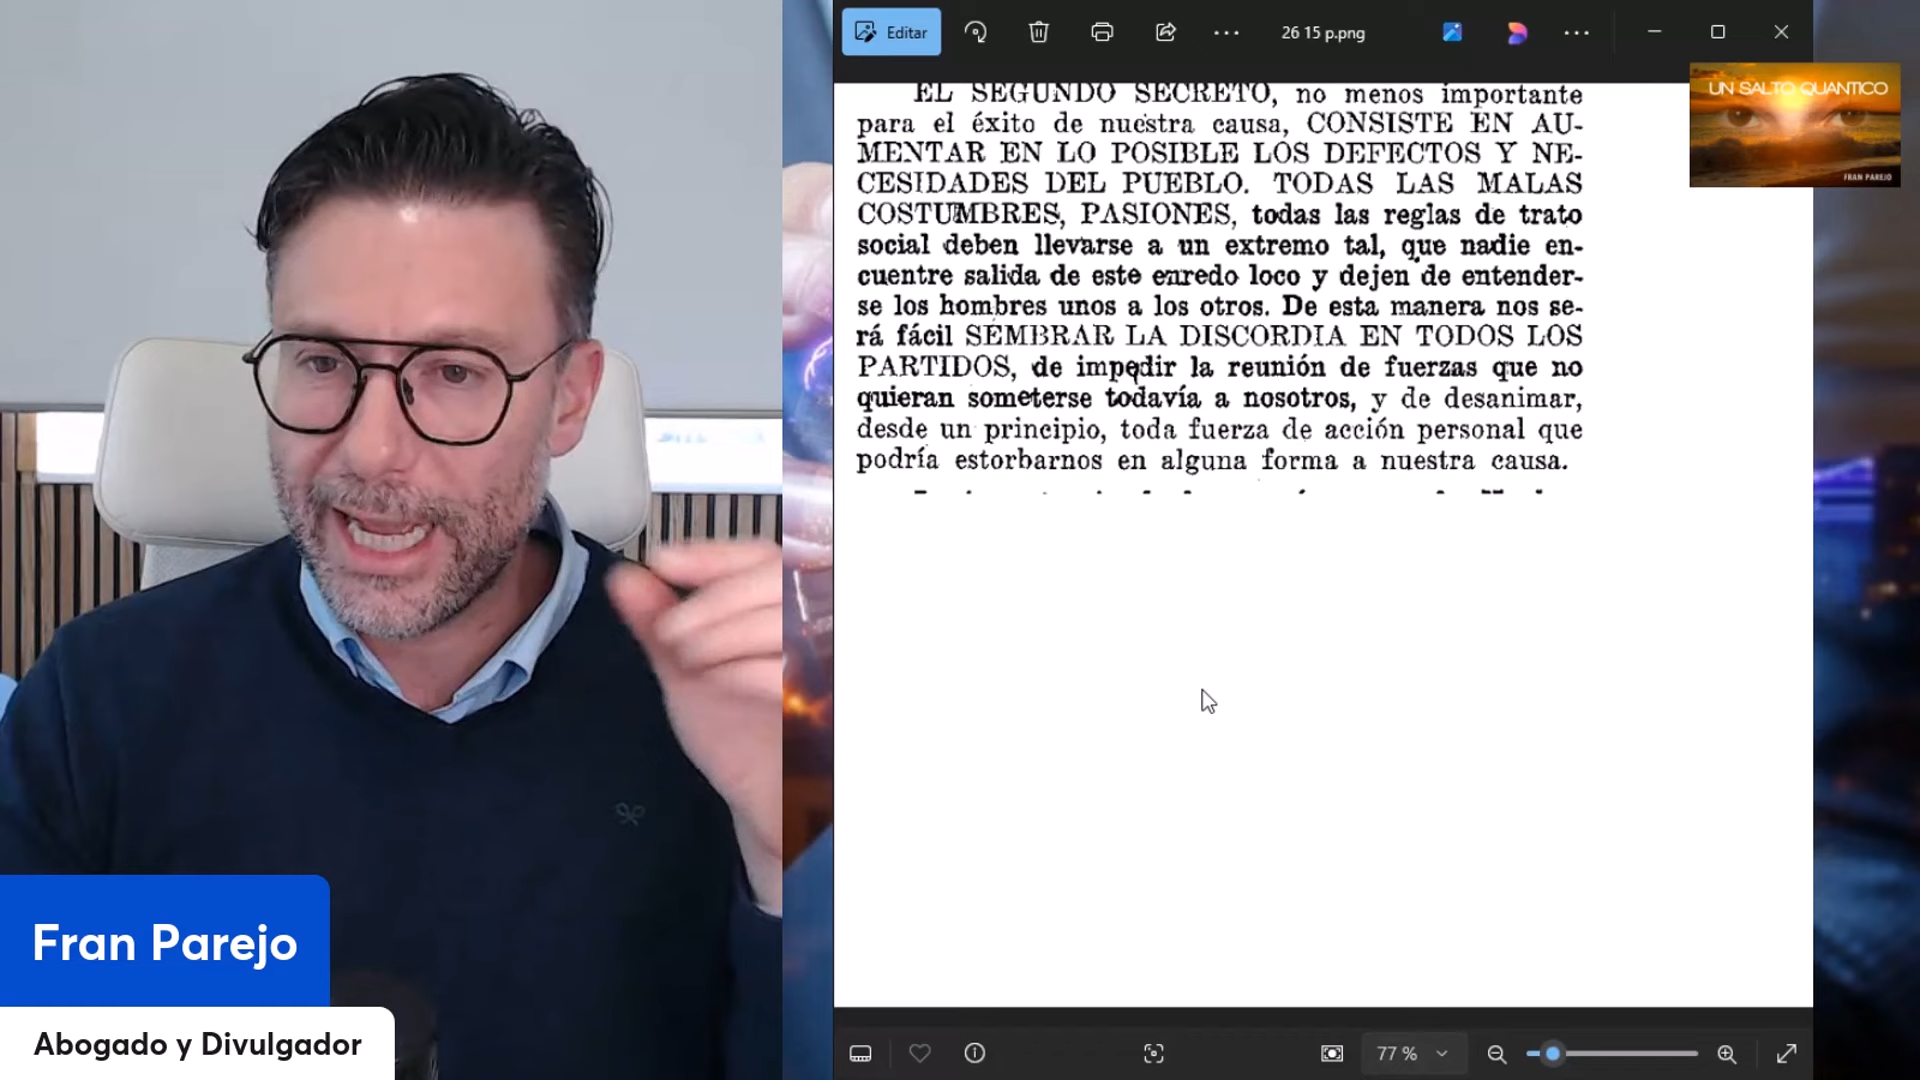 Editar
26 15 p.png
UN SALTO QUANTICO
FRAN PAREJO
EL SEGUNDO SECRETO, no menos importante
para el éxito de nuestra causa, CONSISTE EN AU-
MENTAR EN LO POSIBLE LOS DEFECTOS Y NE-
CESIDADES DEL PUEBLO. TODAS LAS MALAS
COSTUMBRES, PASIONES, todas las reglas de trato
social deben llevarse a un extremo tal, que nadie en-
cuentre salida de este enredo loco y dejen de entender-
se los hombres unos a los otros. De esta manera nos se-
rá fácil SEMBRAR LA DISCORDIA EN TODOS LOS
PARTIDOS, de impedir la reunión de fuerzas que no
quieran someterse todavía a nosotros, y de desanimar,
desde un principio, toda fuerza de acción personal que
podría estorbarnos en alguna forma a nuestra causa.
Fran Parejo
Abogado y Divulgador
77 %